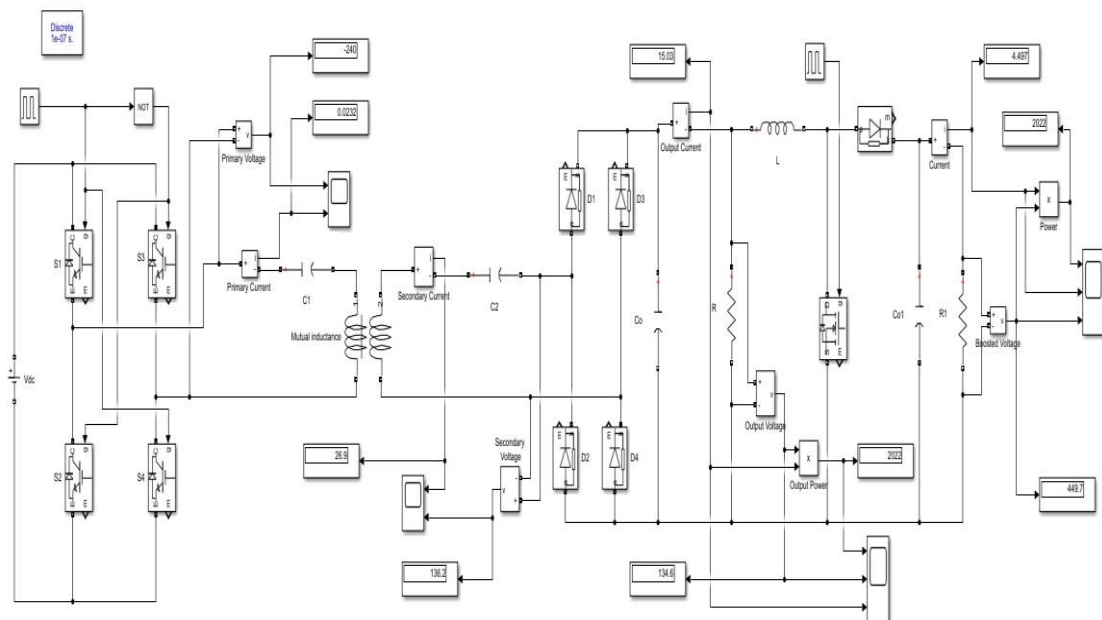 Discrete
1e-07 s.
-240
15.03
4.497
NOT
0.0232
2022
Primary Voltage
Output Current
L
Current
D1
D3
x
Power
S1
S3
Primary Current
C1
Secondary Current
C2
Co
R
Co1
R1
Boosted Voltage
1
2
Mutual inductance
Vdc
Output Voltage
S2
S4
26.9
Secondary
Voltage
D2
D4
x
Output Power
2022
449.7
136.2
134.6